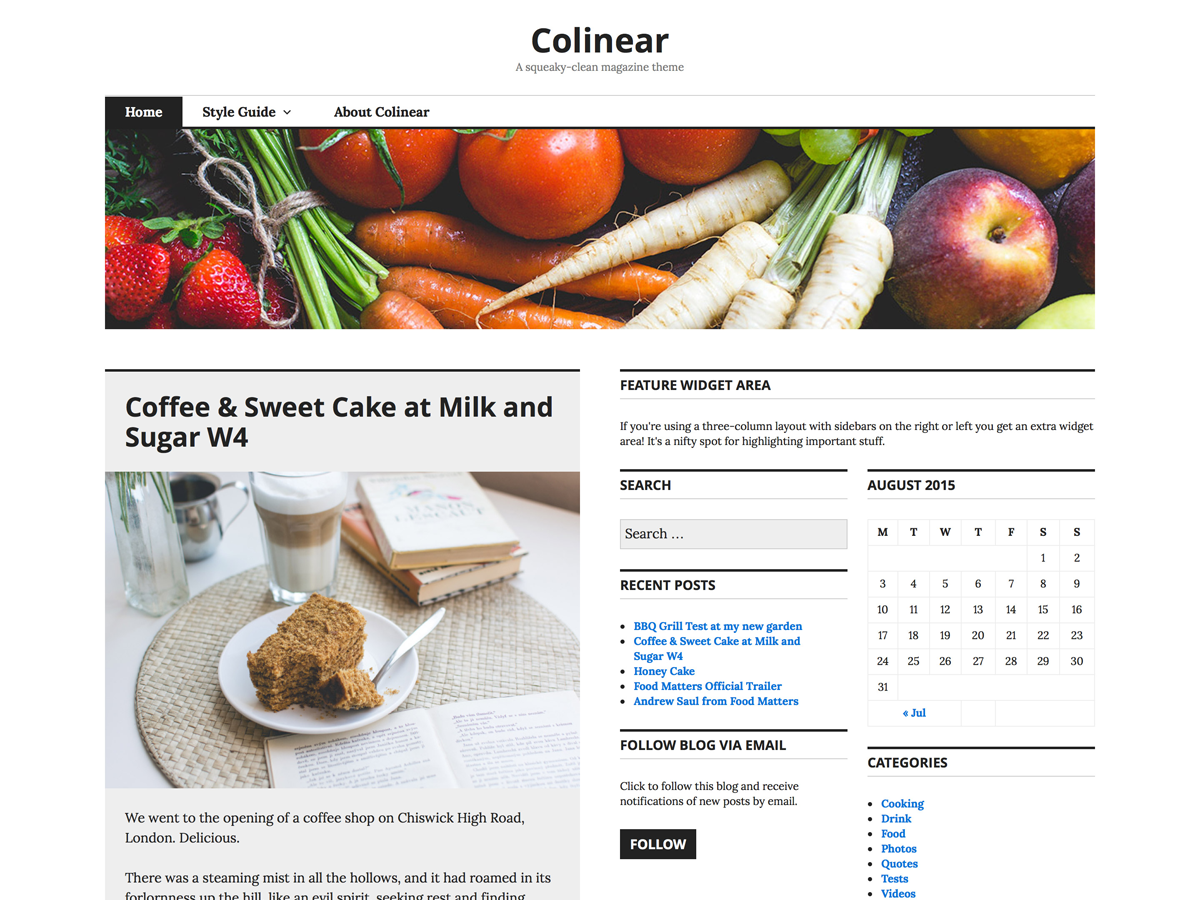 Colinear
A squeaky-clean magazine theme
Home
Style Guide
About Colinear
Coffee & Sweet Cake at Milk and
Sugar W4
We went to the opening of a coffee shop on Chiswick High Road,
London. Delicious.
There was a steaming mist in all the hollows, and it had roamed in its
forlornness up the hill, like an evil spirit, seeking rest and finding
FEATURE WIDGET AREA
If you're using a three-column layout with sidebars on the right or left you get an extra widget
area! It's a nifty spot for highlighting important stuff.
SEARCH
Search …
RECENT POSTS
BBQ Grill Test at my new garden
Coffee & Sweet Cake at Milk and
Sugar W4
Honey Cake
Food Matters Official Trailer
Andrew Saul from Food Matters
FOLLOW BLOG VIA EMAIL
Click to follow this blog and receive
notifications of new posts by email.
FOLLOW
AUGUST 2015
M T W T F S S
1 2
3 4 5 6 7 8 9
10 11 12 13 14 15 16
17 18 19 20 21 22 23
24 25 26 27 28 29 30
31
« Jul
CATEGORIES
Cooking
Drink
Food
Photos
Quotes
Tests
Videos